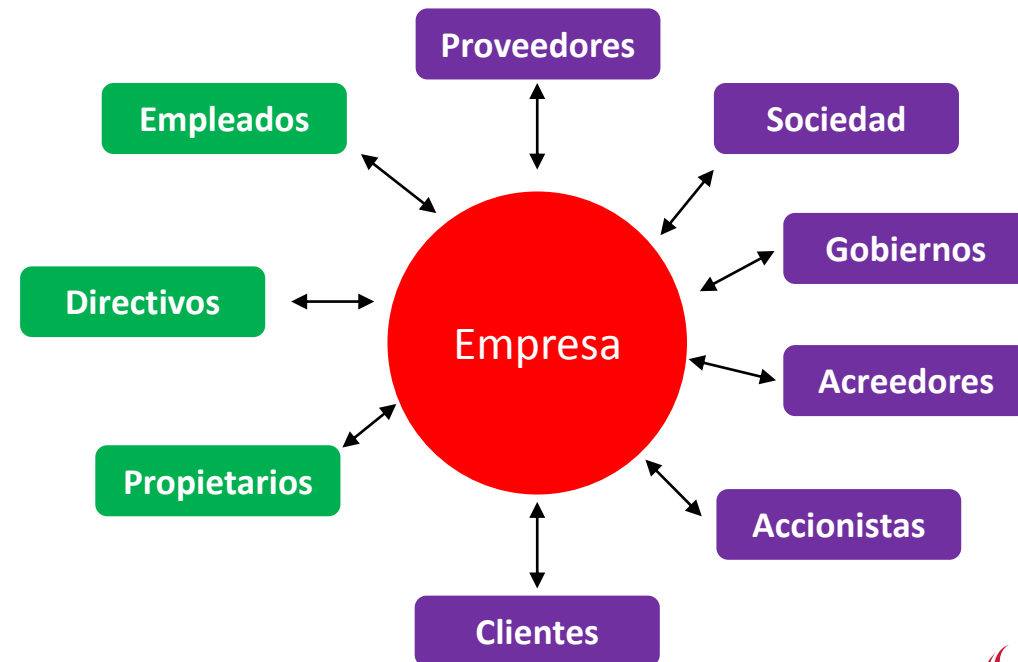 Proveedores
Empleados
Sociedad
Gobiernos
Directivos
Empresa
Acreedores
Propietarios
Accionistas
Clientes